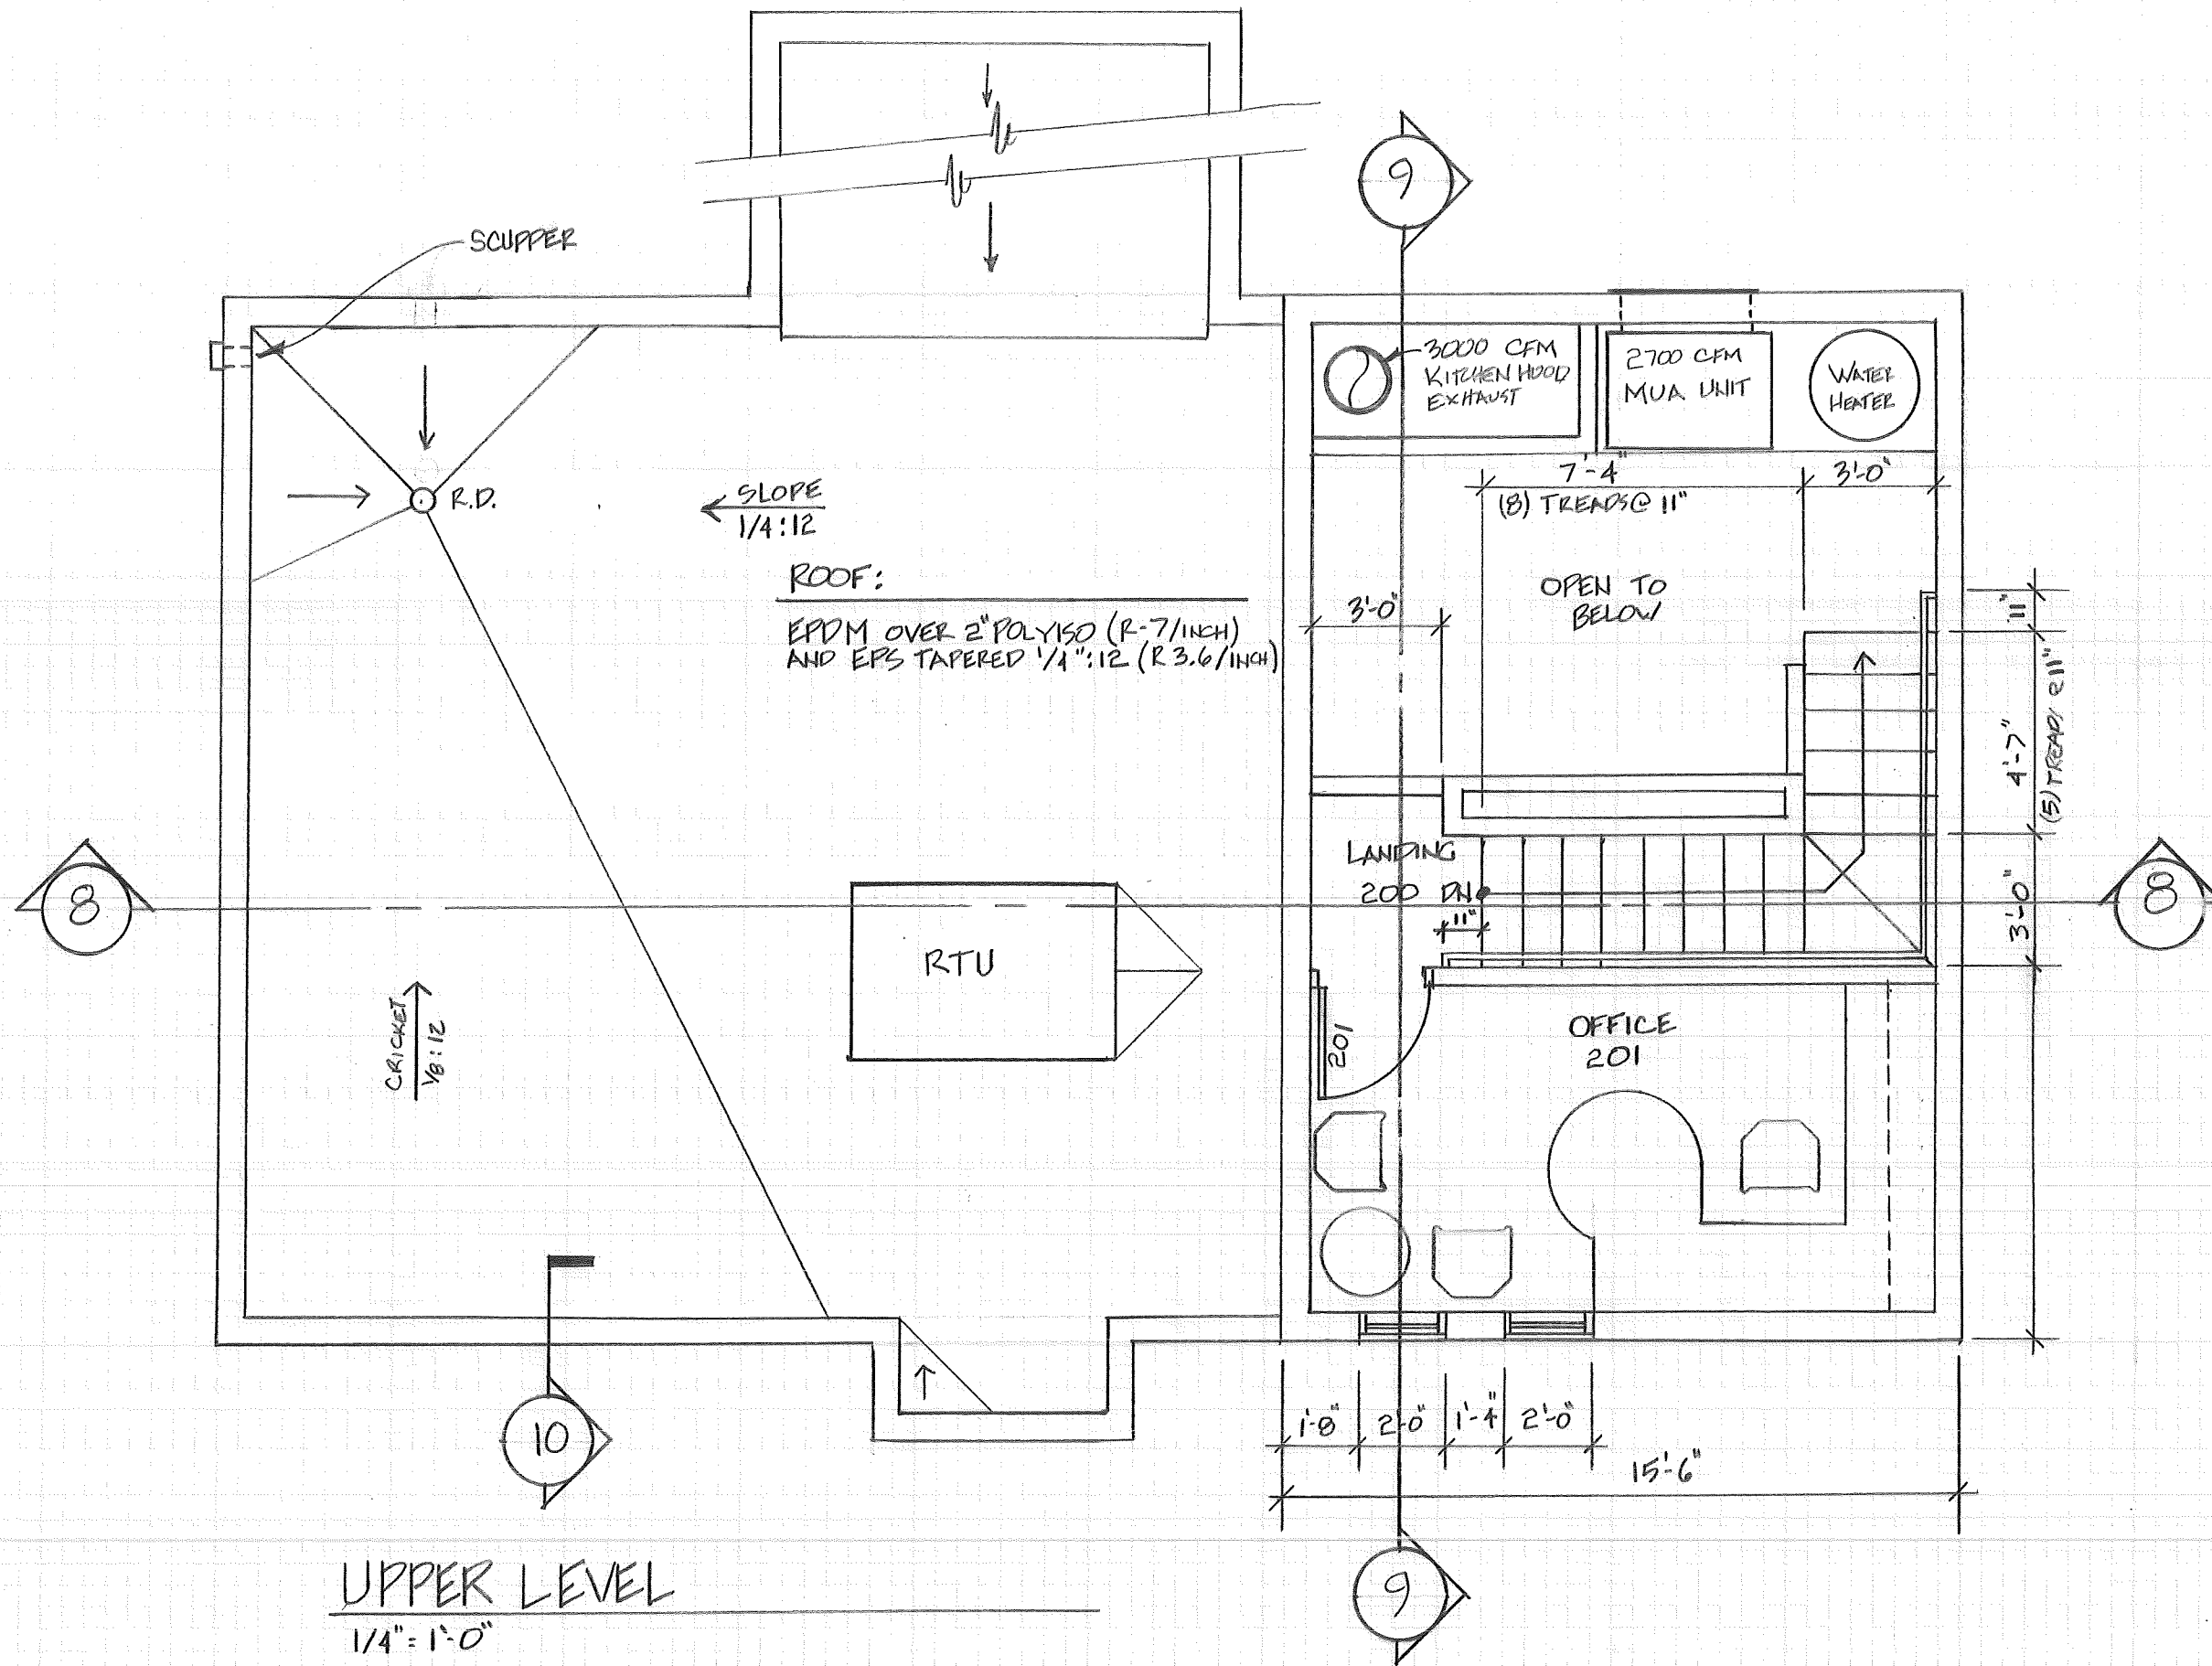 9
SCUPPER
3000 CFM
KITCHEN HOOD
EXHAUST
2700 CFM
MUA UNIT
WATER
HEATER
7'-4"
(8) TREADS @ 11"
3'-0"
R.D.
SLOPE
1/4:12
ROOF:
EPDM OVER 2" POLYISO (R-7/INCH)
AND EPS TAPERED 1/4":12 (R 3.6/INCH)
3'-0"
OPEN TO
BELOW
11"
4'-7"
(5) TREADS @ 11"
3'-0"
LANDING
200 DN
11"
8
8
RTU
CRICKET
1/8:12
201
OFFICE
201
10
1'-8" 2'-0" 1'-4" 2'-0"
15'-6"
9
UPPER LEVEL
1/4" = 1'-0"